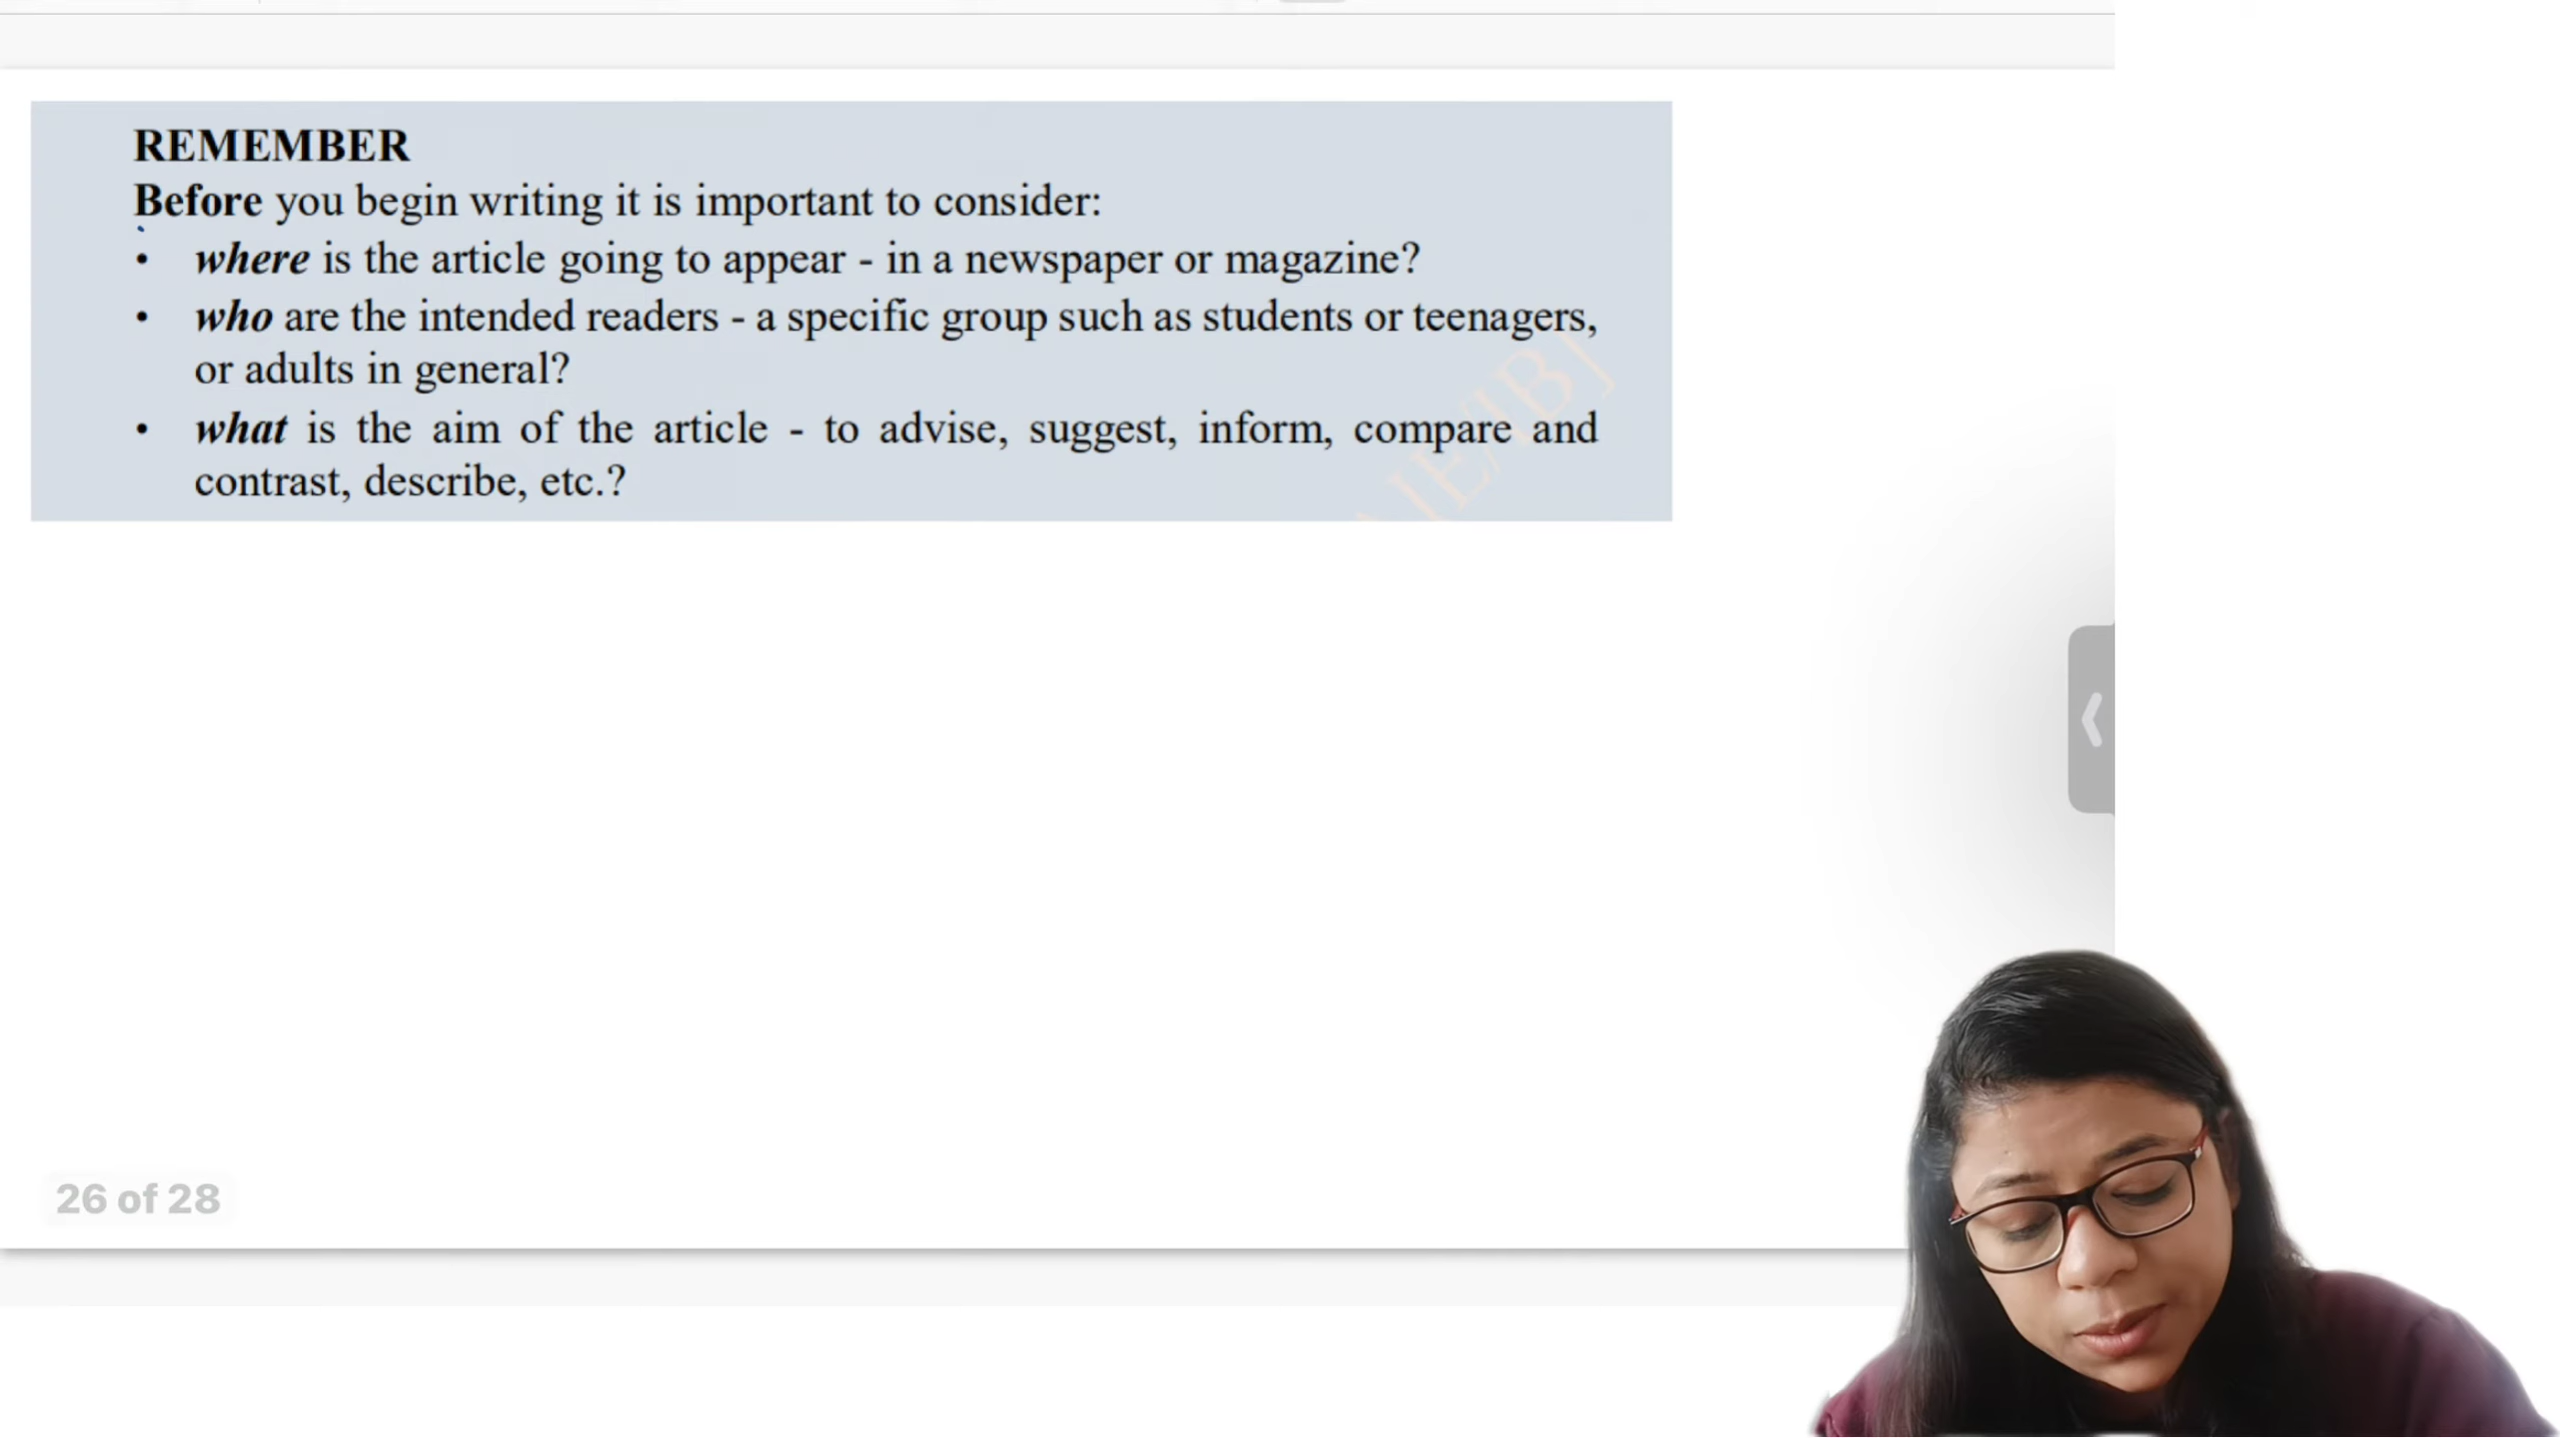 REMEMBER
Before you begin writing it is important to consider:
• where is the article going to appear - in a newspaper or magazine?
• who are the intended readers - a specific group such as students or teenagers,
or adults in general?
• what is the aim of the article - to advise, suggest, inform, compare and
contrast, describe, etc.?
26 of 28